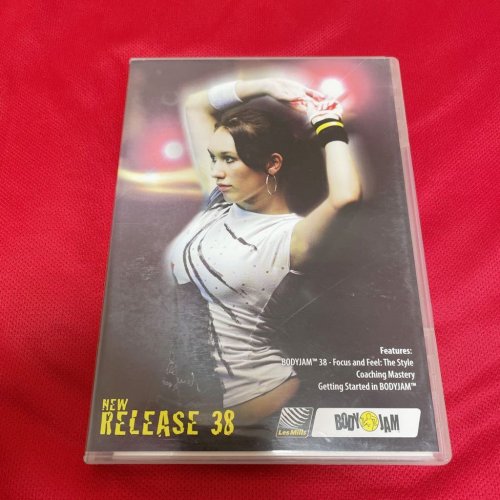 Features:
BODYJAM™ 38 - Focus and Feel: The Style
Coaching Mastery
Getting Started in BODYJAM™
NEW
RELEASE 38
Les Mills
BODY JAM